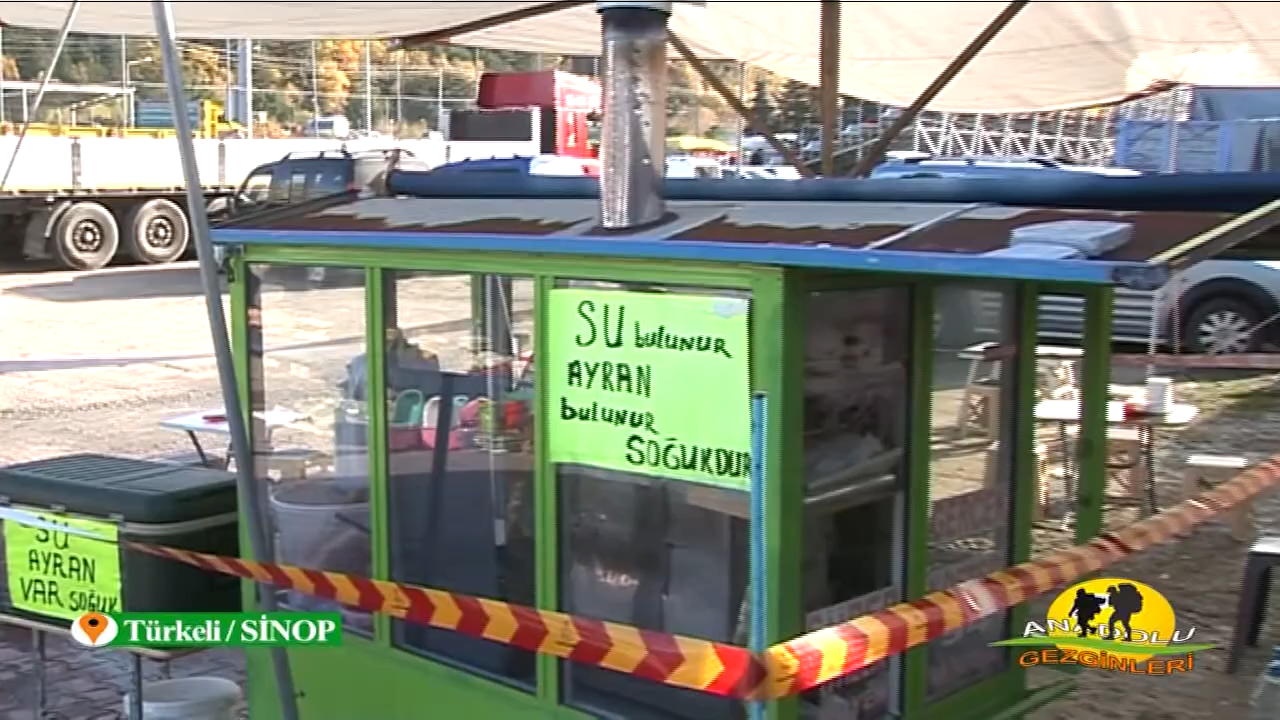 SU bulunur
AYRAN
bulunur
SOĞUKDUR
SU
AYRAN
VAR SOĞUK
Türkeli / SİNOP
ANADOLU
GEZGİNLERİ